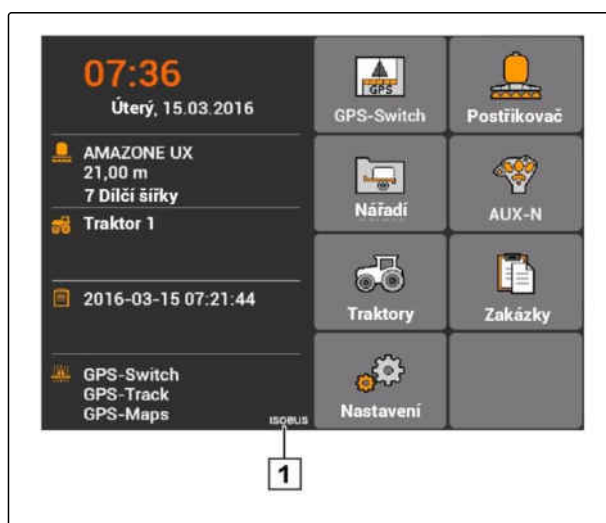 07:36
Úterý, 15.03.2016
AMAZONE UX
21,00 m
7 Dílčí šířky
Traktor 1
2016-03-15 07:21:44
GPS-Switch
GPS-Track
GPS-Maps
ISOBUS
GPS
GPS-Switch
Postřikovač
Nářadí
AUX-N
Traktory
Zakázky
Nastavení
1